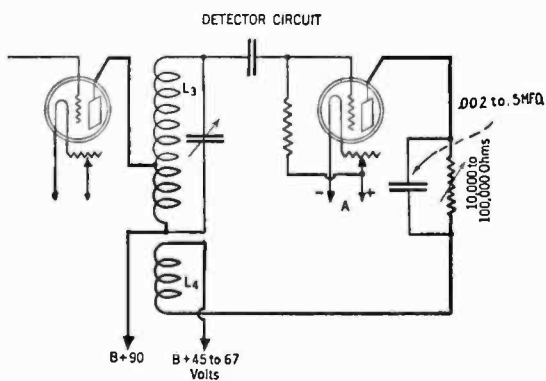 DETECTOR CIRCUIT
L3
.002 to .5MFD.
10,000 to
100,000 Ohms
- A +
L4
B+90
B+45 to 67
Volts